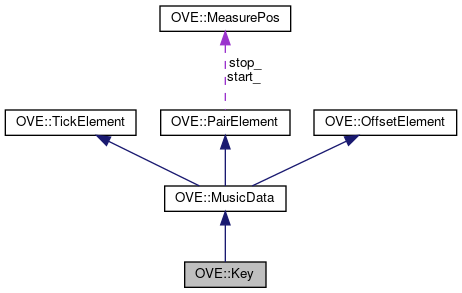 OVE::MeasurePos
stop_
start_
OVE::TickElement
OVE::PairElement
OVE::OffsetElement
OVE::MusicData
OVE::Key